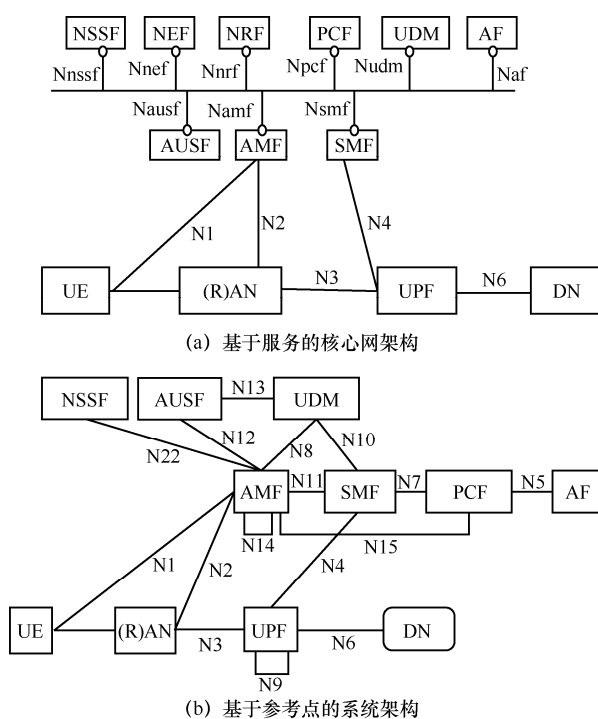 NSSF NEF NRF PCF UDM AF
Nnssf Nnef Nnrf Npcf Nudm Naf
Nausf Namf Nsmf
AUSF AMF SMF
N1 N2 N4
UE (R)AN N3 UPF N6 DN
(a) 基于服务的核心网架构
NSSF AUSF N13 UDM
N22 N12 N8 N10
AMF N11 SMF N7 PCF N5 AF
N14 N15
N1 N2 N4
UE (R)AN N3 UPF N6 DN
N9
(b) 基于参考点的系统架构